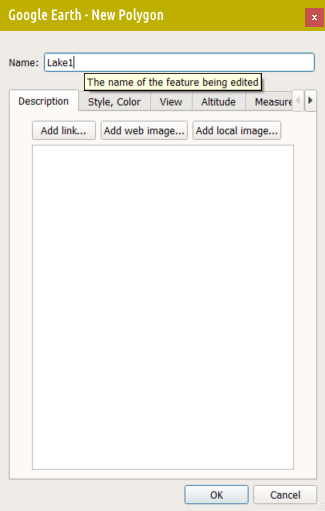 Google Earth - New Polygon
x
Name: Lake1
The name of the feature being edited
Description Style, Color View Altitude Measure
Add link... Add web image... Add local image...
OK Cancel